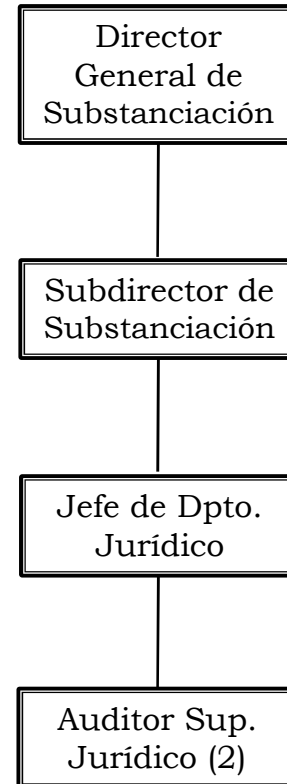 Director
General de
Substanciación
Subdirector de
Substanciación
Jefe de Dpto.
Jurídico
Auditor Sup.
Jurídico (2)